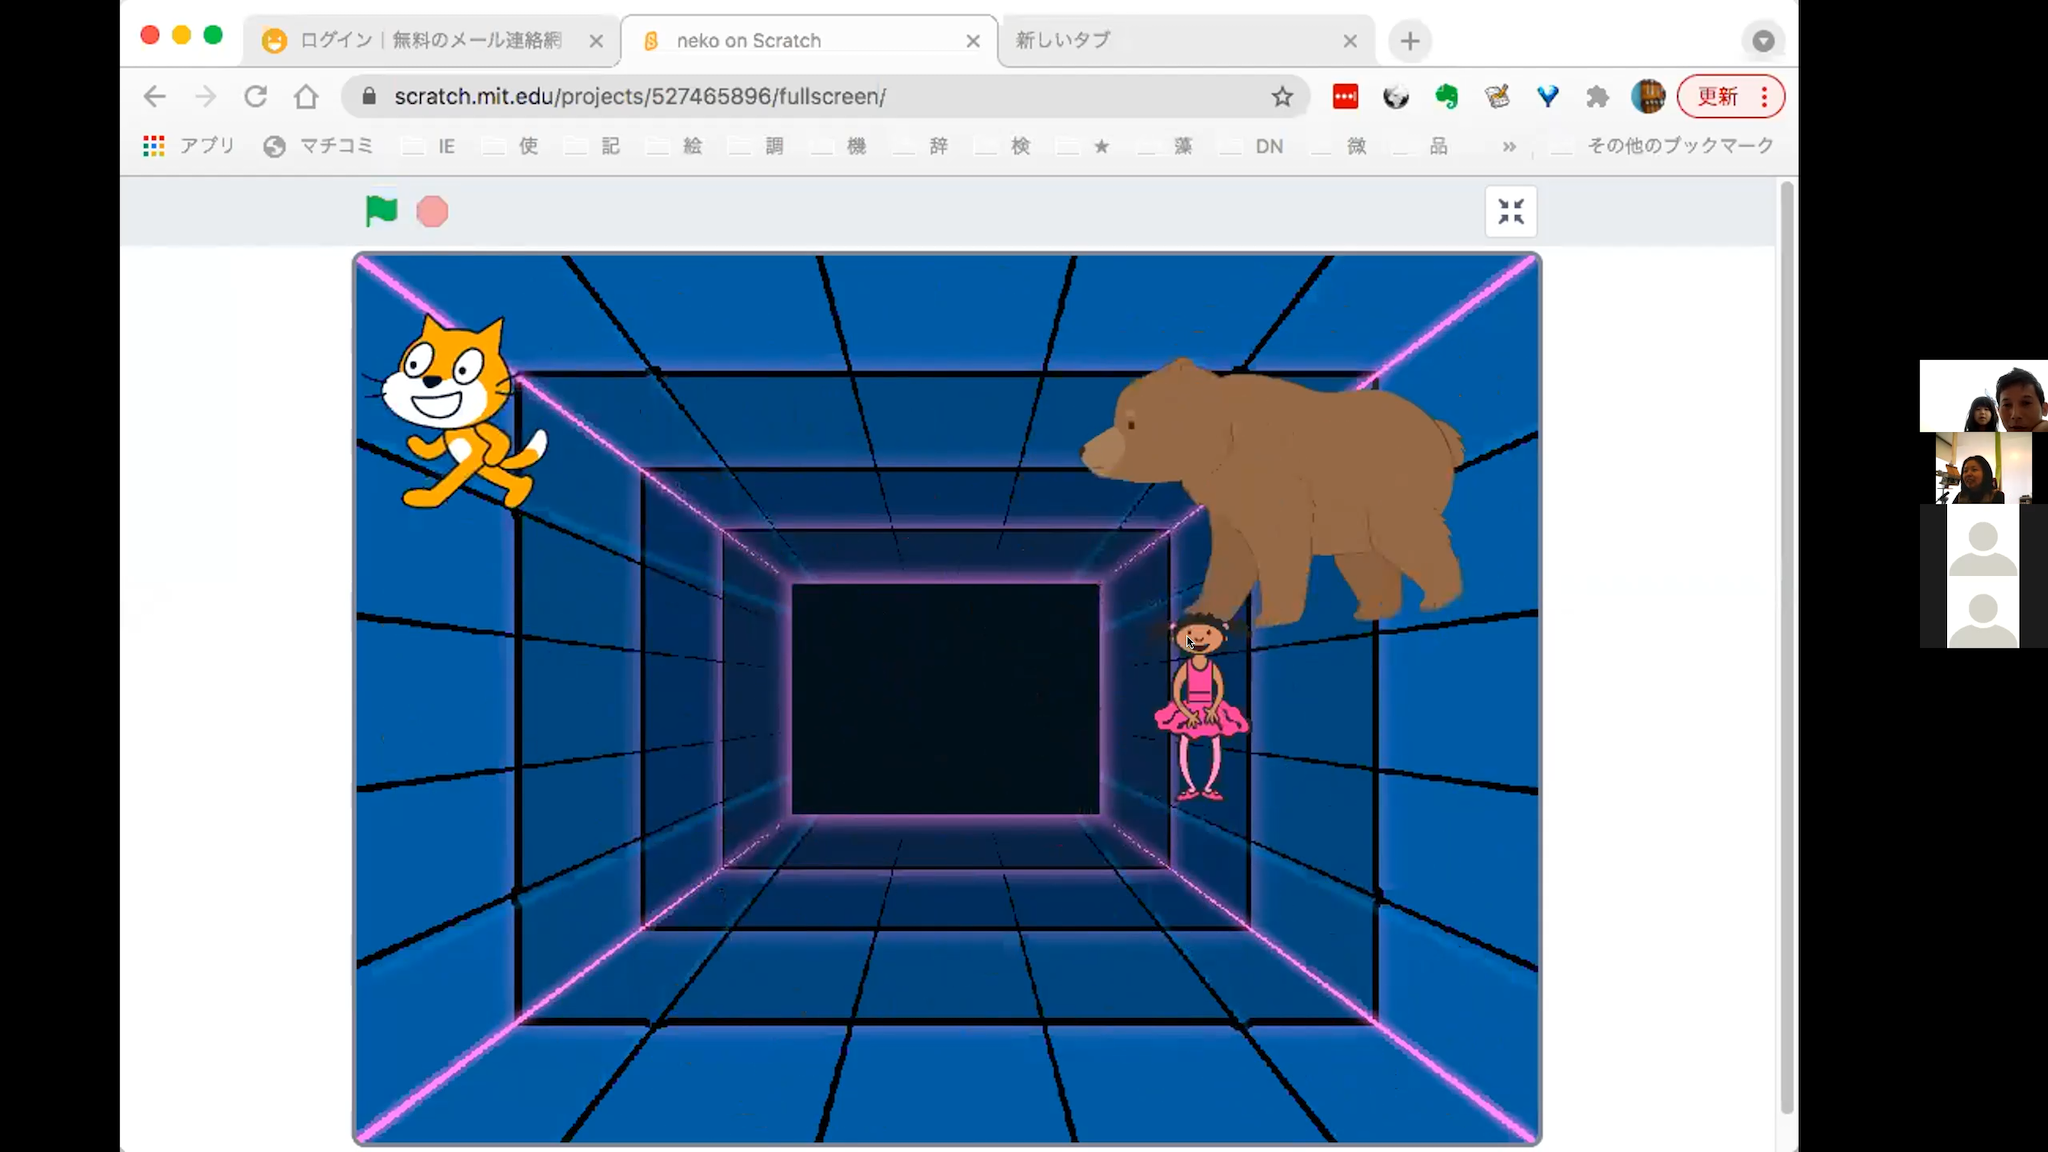 ログイン｜無料のメール連絡網
neko on Scratch
新しいタブ
scratch.mit.edu/projects/527465896/fullscreen/
更新
アプリ
マチコミ
IE
使
記
絵
調
機
辞
検
★
藻
DN
微
品
»
その他のブックマーク